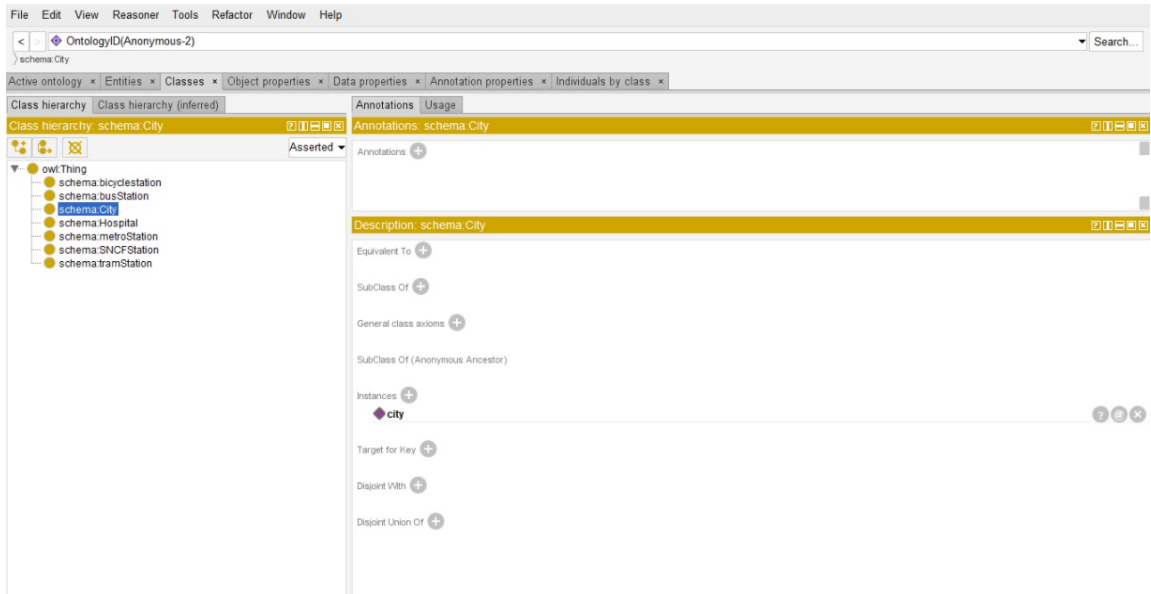 File Edit View Reasoner Tools Refactor Window Help
< > OntologyID(Anonymous-2) Search...
schema:City
Active ontology × Entities × Classes × Object properties × Data properties × Annotation properties × Individuals by class ×
Class hierarchy Class hierarchy (inferred)
Class hierarchy: schema:City
Asserted
owl:Thing
schema:bicyclestation
schema:busStation
schema:City
schema:Hospital
schema:metroStation
schema:SNCFStation
schema:tramStation
Annotations Usage
Annotations: schema:City
Annotations
Description: schema:City
Equivalent To
SubClass Of
General class axioms
SubClass Of (Anonymous Ancestor)
Instances
city
Target for Key
Disjoint With
Disjoint Union Of